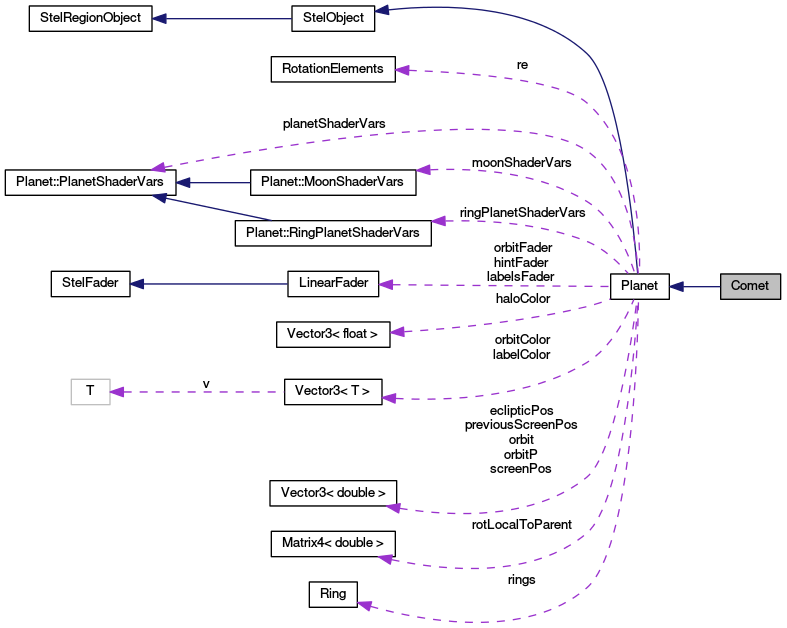 StelRegionObject
StelObject
RotationElements
re
planetShaderVars
Planet::PlanetShaderVars
Planet::MoonShaderVars
moonShaderVars
Planet::RingPlanetShaderVars
ringPlanetShaderVars
StelFader
LinearFader
orbitFader
hintFader
labelsFader
Planet
Comet
Vector3< float >
haloColor
orbitColor
labelColor
T
v
Vector3< T >
eclipticPos
previousScreenPos
orbit
orbitP
screenPos
Vector3< double >
rotLocalToParent
Matrix4< double >
rings
Ring